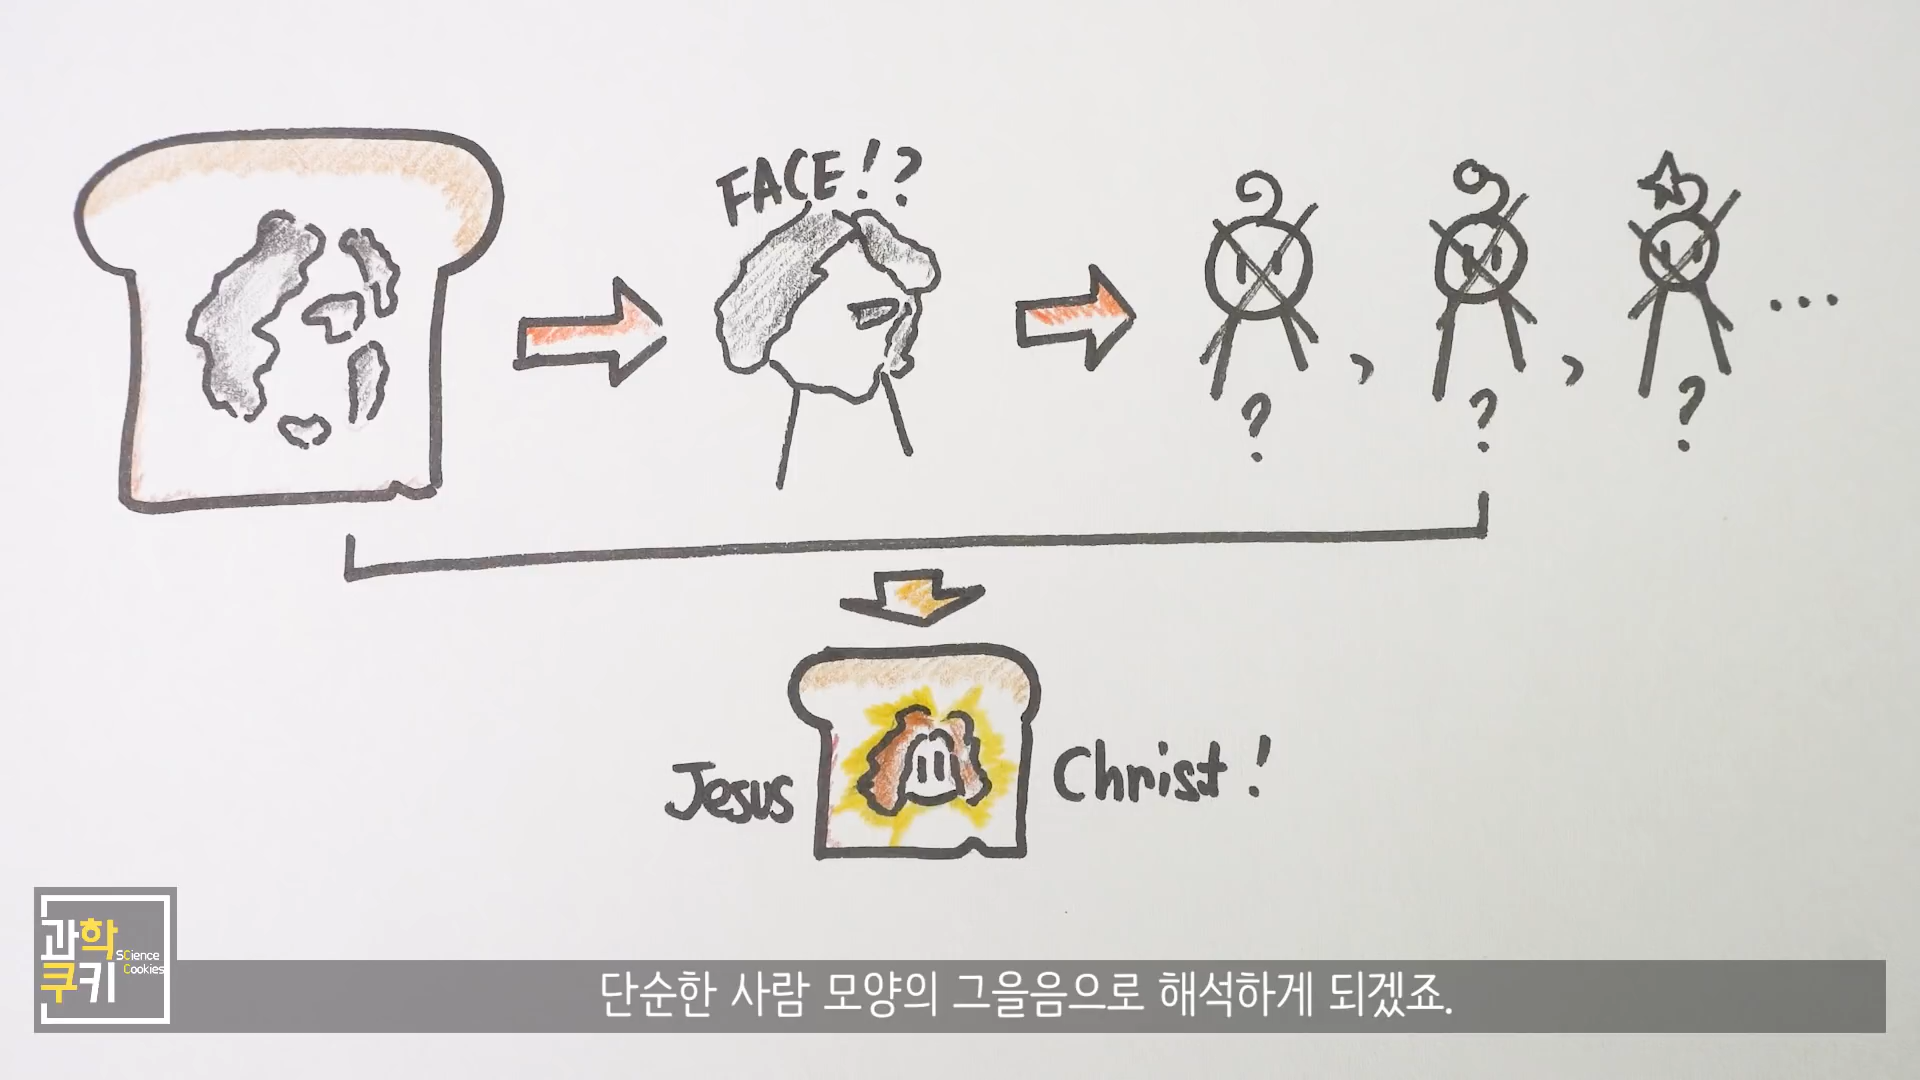 FACE!?
, , ...
? ? ?
Jesus Christ!
과학
쿠키
SCience
Cookies
단순한 사람 모양의 그을음으로 해석하게 되겠죠.